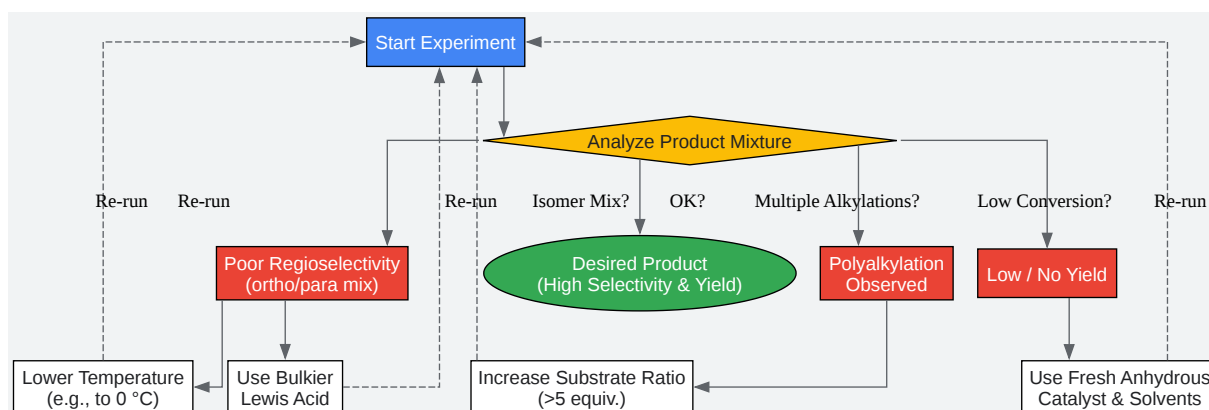 Start Experiment
Analyze Product Mixture
Re-run
Re-run
Re-run
Isomer Mix?
OK?
Multiple Alkylations?
Low Conversion?
Re-run
Poor Regioselectivity
(ortho/para mix)
Desired Product
(High Selectivity & Yield)
Polyalkylation
Observed
Low / No Yield
Lower Temperature
(e.g., to 0 °C)
Use Bulkier
Lewis Acid
Increase Substrate Ratio
(>5 equiv.)
Use Fresh Anhydrous
Catalyst & Solvents